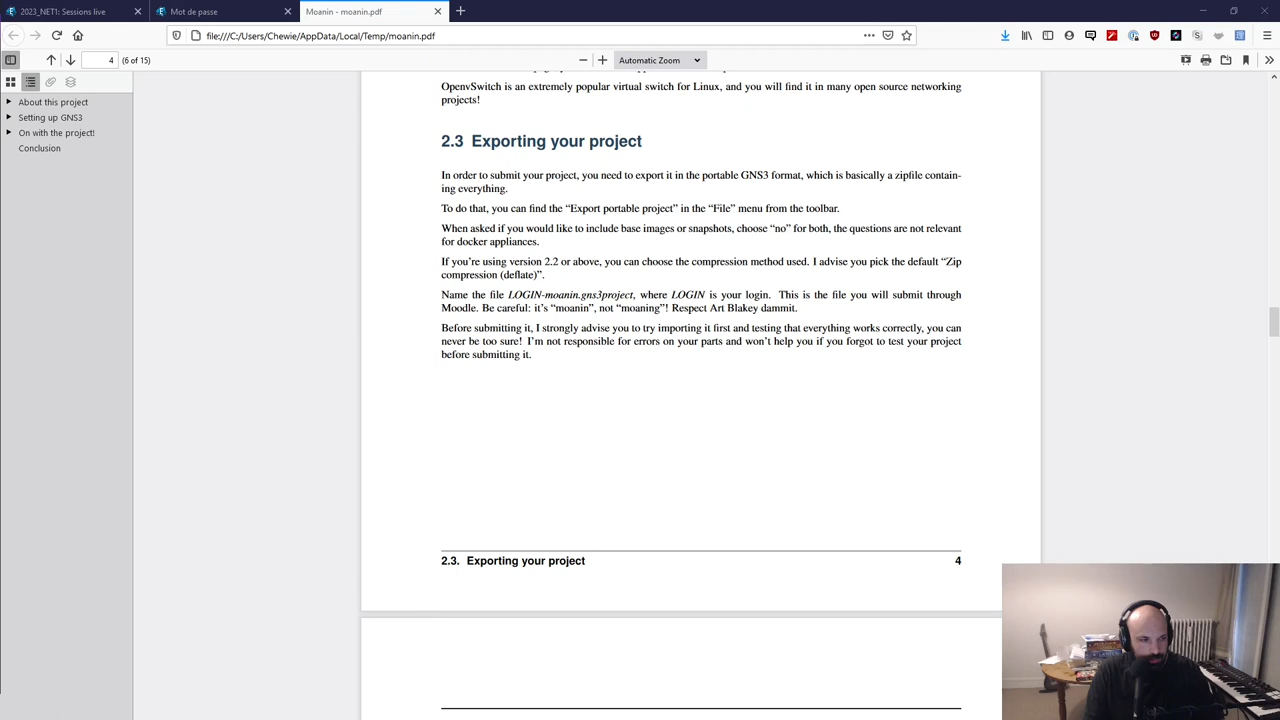 2023_NET1: Sessions live
Mot de passe
Moanin - moanin.pdf
file:///C:/Users/Chewie/AppData/Local/Temp/moanin.pdf
4
(6 of 15)
Automatic Zoom
About this project
Setting up GNS3
On with the project!
Conclusion
OpenvSwitch is an extremely popular virtual switch for Linux, and you will find it in many open source networking
projects!
2.3 Exporting your project
In order to submit your project, you need to export it in the portable GNS3 format, which is basically a zipfile contain-
ing everything.
To do that, you can find the “Export portable project” in the “File” menu from the toolbar.
When asked if you would like to include base images or snapshots, choose “no” for both, the questions are not relevant
for docker appliances.
If you’re using version 2.2 or above, you can choose the compression method used. I advise you pick the default “Zip
compression (deflate)”.
Name the file LOGIN-moanin.gns3project, where LOGIN is your login. This is the file you will submit through
Moodle. Be careful: it’s “moanin”, not “moaning”! Respect Art Blakey dammit.
Before submitting it, I strongly advise you to try importing it first and testing that everything works correctly, you can
never be too sure! I’m not responsible for errors on your parts and won’t help you if you forgot to test your project
before submitting it.
2.3. Exporting your project 4